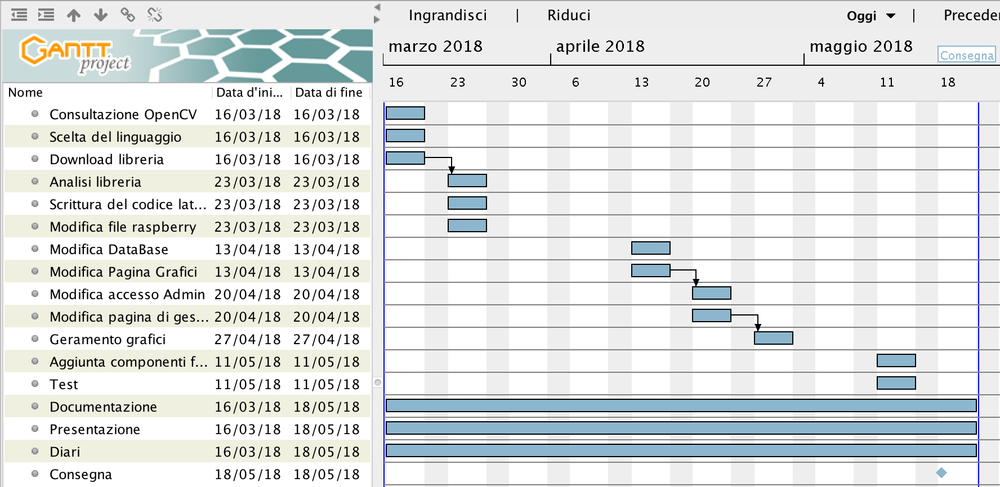 Ingrandisci | Riduci Oggi | Preceden
GANTT
project
marzo 2018 aprile 2018 maggio 2018
Consegna
16 23 30 6 13 20 27 4 11 18
Nome Data d'ini... Data di fine
Consultazione OpenCV 16/03/18 16/03/18
Scelta del linguaggio 16/03/18 16/03/18
Download libreria 16/03/18 16/03/18
Analisi libreria 23/03/18 23/03/18
Scrittura del codice lat... 23/03/18 23/03/18
Modifica file raspberry 23/03/18 23/03/18
Modifica DataBase 13/04/18 13/04/18
Modifica Pagina Grafici 13/04/18 13/04/18
Modifica accesso Admin 20/04/18 20/04/18
Modifica pagina di ges... 20/04/18 20/04/18
Geramento grafici 27/04/18 27/04/18
Aggiunta componenti f... 11/05/18 11/05/18
Test 11/05/18 11/05/18
Documentazione 16/03/18 18/05/18
Presentazione 16/03/18 18/05/18
Diari 16/03/18 18/05/18
Consegna 18/05/18 18/05/18